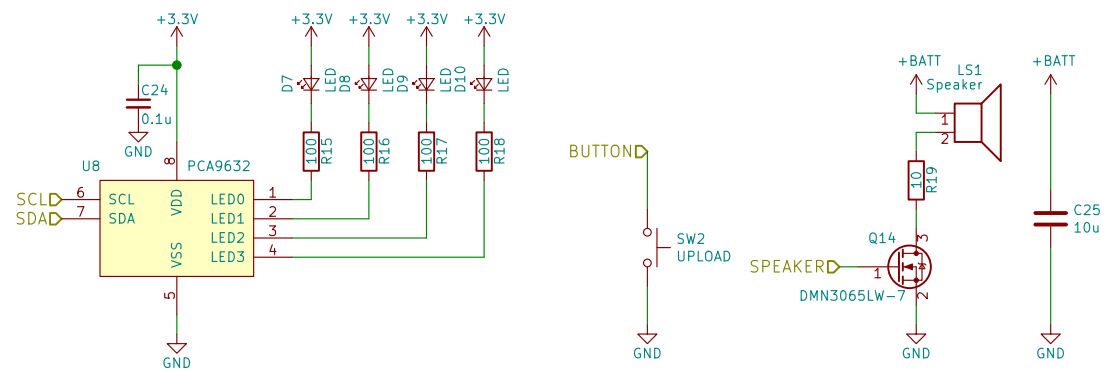 +3.3V
+3.3V
+3.3V
+3.3V
+3.3V
C24
0.1u
GND
D7
LED
D8
LED
D9
LED
D10
LED
100
R15
100
R16
100
R17
100
R18
U8
PCA9632
8
VDD
SCL
6
SCL
SDA
7
SDA
LED0
1
LED1
2
LED2
3
LED3
4
VSS
5
GND
BUTTON
SW2
UPLOAD
GND
+BATT
LS1
Speaker
1
2
10
R19
Q14
3
SPEAKER
1
DMN3065LW-7
2
GND
+BATT
C25
10u
GND